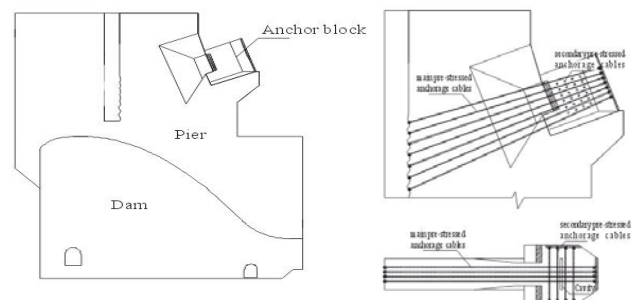 Anchor block
Pier
Dam
secondary pre-stressed
anchorage cables
main pre-stressed
anchorage cables
main pre-stressed
anchorage cables
secondary pre-stressed
anchorage cables
Cavity